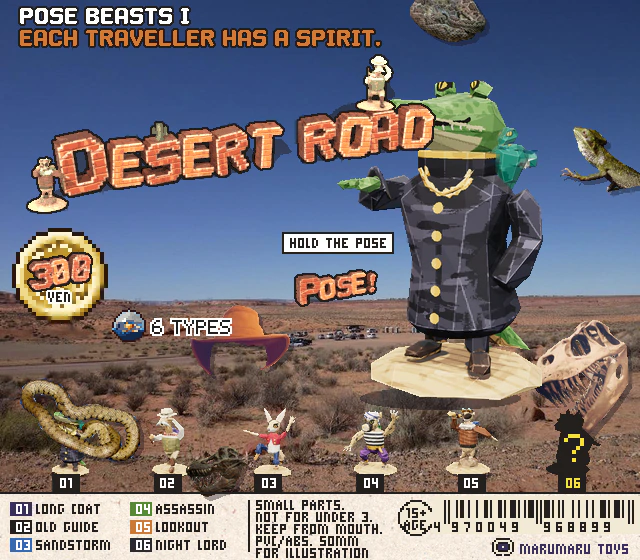 POSE BEASTS I
EACH TRAVELLER HAS A SPIRIT.
DESERT ROAD
HOLD THE POSE
POSE!
300
YEN
6 TYPES
?
01 02 03 04 05 06
01 LONG COAT
02 OLD GUIDE
03 SANDSTORM
04 ASSASSIN
05 LOOKOUT
06 NIGHT LORD
SMALL PARTS.
NOT FOR UNDER 3.
KEEP FROM MOUTH.
PVC/ABS. 50MM
FOR ILLUSTRATION
15+
AGE
4 970049 968899
MARUMARU TOYS